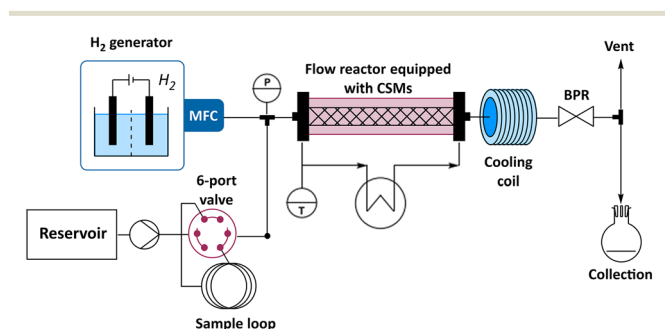 H₂ generator
H₂
MFC
P
Flow reactor equipped
with CSMs
T
Cooling
coil
BPR
Vent
Collection
6-port
valve
Reservoir
Sample loop